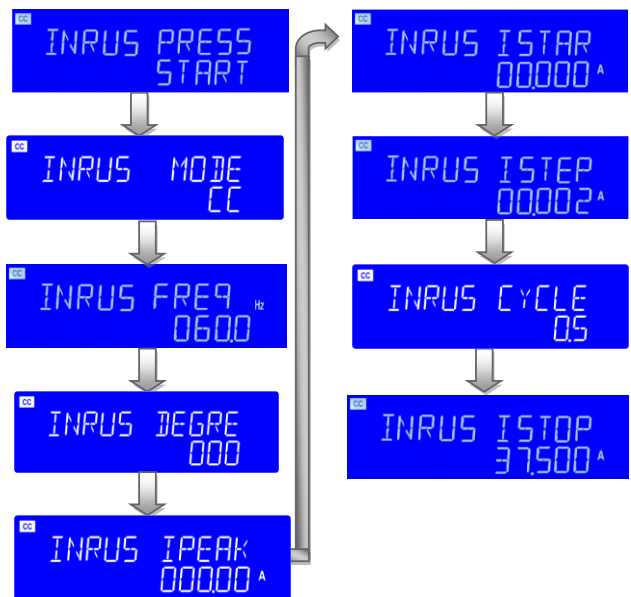 CC
INRUS PRESS
START
CC
INRUS MODE
CC
CC
INRUS FREQ Hz
060.0
CC
INRUS DEGRE
000
CC
INRUS IPEAK
000.00 A
CC
INRUS ISTAR
00.000 A
CC
INRUS ISTEP
00.002 A
CC
INRUS CYCLE
0.5
CC
INRUS ISTOP
37.500 A